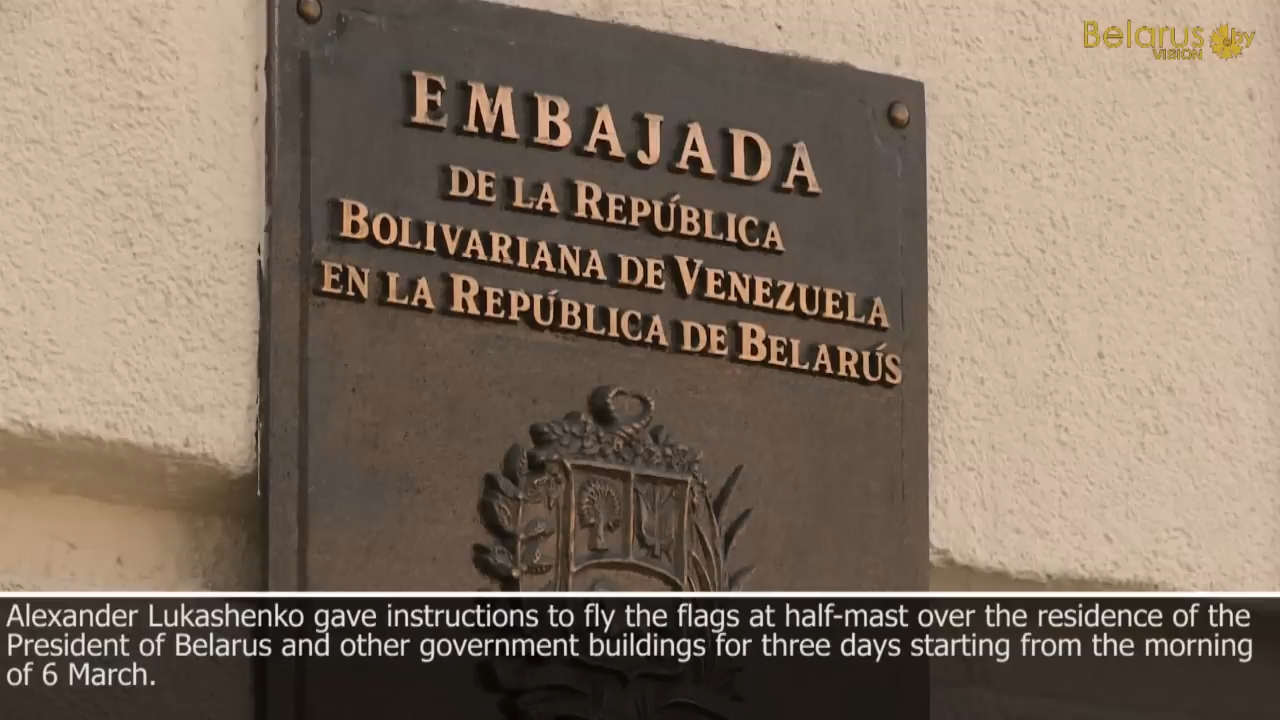 Belarus.by
VISION
EMBAJADA
DE LA REPÚBLICA
BOLIVARIANA DE VENEZUELA
EN LA REPÚBLICA DE BELARÚS
Alexander Lukashenko gave instructions to fly the flags at half-mast over the residence of the
President of Belarus and other government buildings for three days starting from the morning
of 6 March.